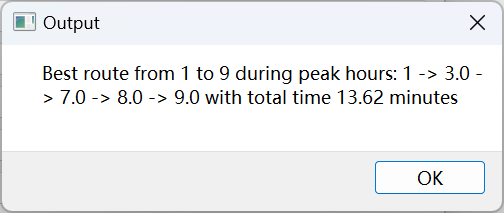 Output
Best route from 1 to 9 during peak hours: 1 -> 3.0 -
> 7.0 -> 8.0 -> 9.0 with total time 13.62 minutes
OK